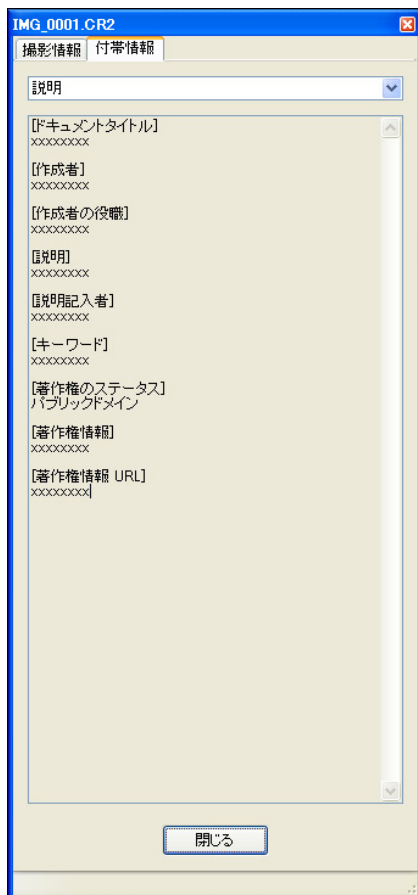 IMG_0001.CR2
撮影情報 付帯情報
説明
[ドキュメントタイトル]
xxxxxxxx
[作成者]
xxxxxxxx
[作成者の役職]
xxxxxxxx
[説明]
xxxxxxxx
[説明記入者]
xxxxxxxx
[キーワード]
xxxxxxxx
[著作権のステータス]
パブリックドメイン
[著作権情報]
xxxxxxxx
[著作権情報 URL]
xxxxxxxx
閉じる